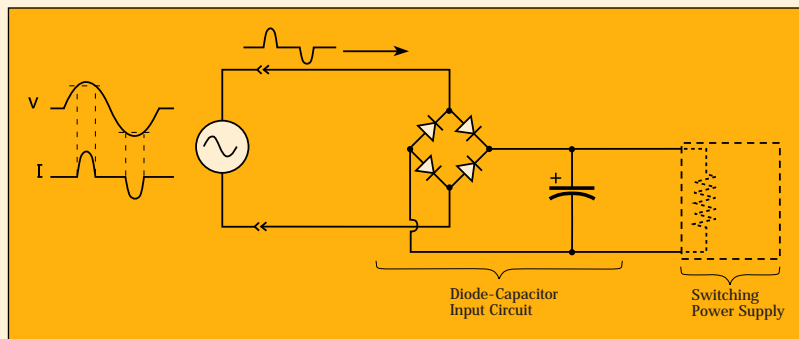 V
I
+
Diode-Capacitor
Input Circuit
Switching
Power Supply